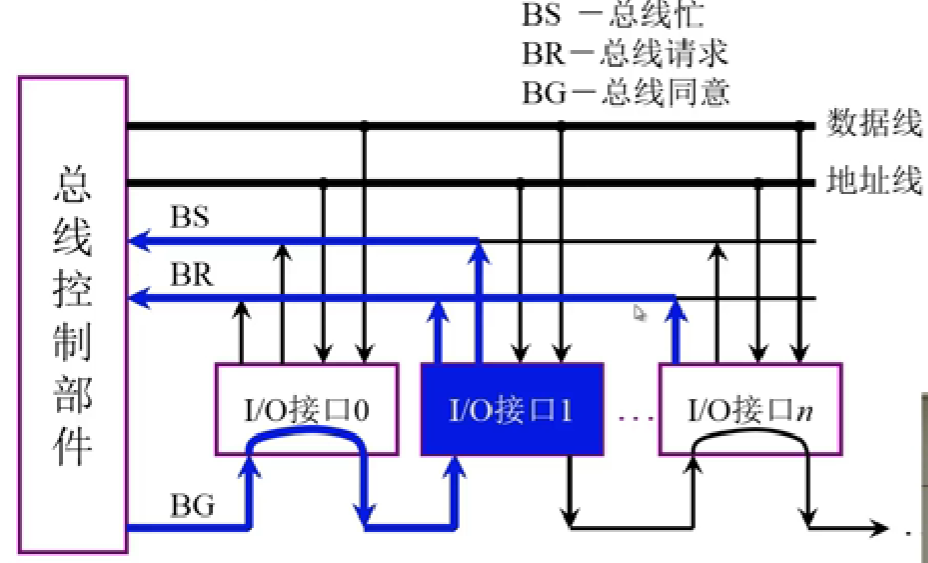 BS －总线忙
BR－总线请求
BG－总线同意
数据线
地址线
总线控制部件
BS
BR
I/O接口0
I/O接口1
...
I/O接口n
BG
.